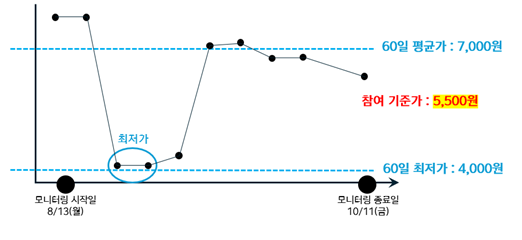 60일 평균가 : 7,000원
참여 기준가 : 5,500원
최저가
60일 최저가 : 4,000원
모니터링 시작일
8/13(월)
모니터링 종료일
10/11(금)